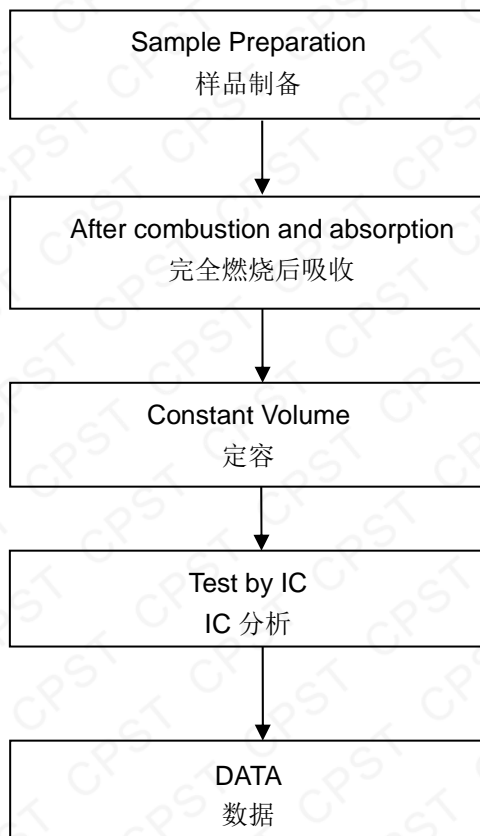 Sample Preparation
样品制备
After combustion and absorption
完全燃烧后吸收
Constant Volume
定容
Test by IC
IC 分析
DATA
数据